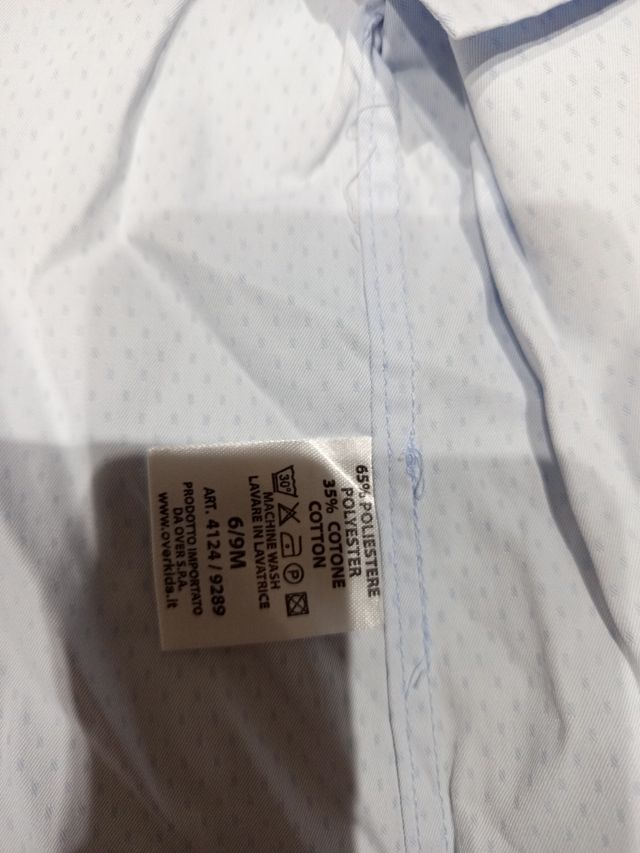 65% POLIESTERE
POLYESTER
35% COTONE
COTTON
30°
P
MACHINE WASH
LAVARE IN LAVATRICE
6/9M
ART. 4124/9289
PRODOTTO IMPORTATO
DA OVER S.P.A.
www.overkids.it